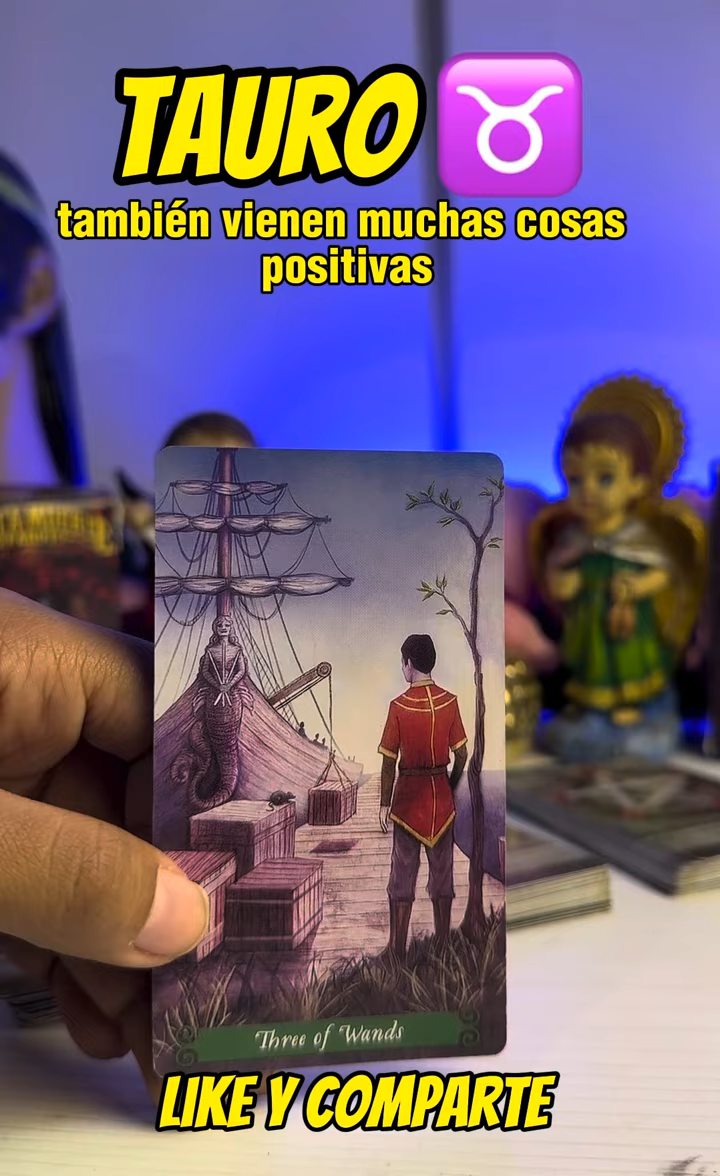 TAURO ♉
también vienen muchas cosas
positivas
Three of Wands
LIKE Y COMPARTE